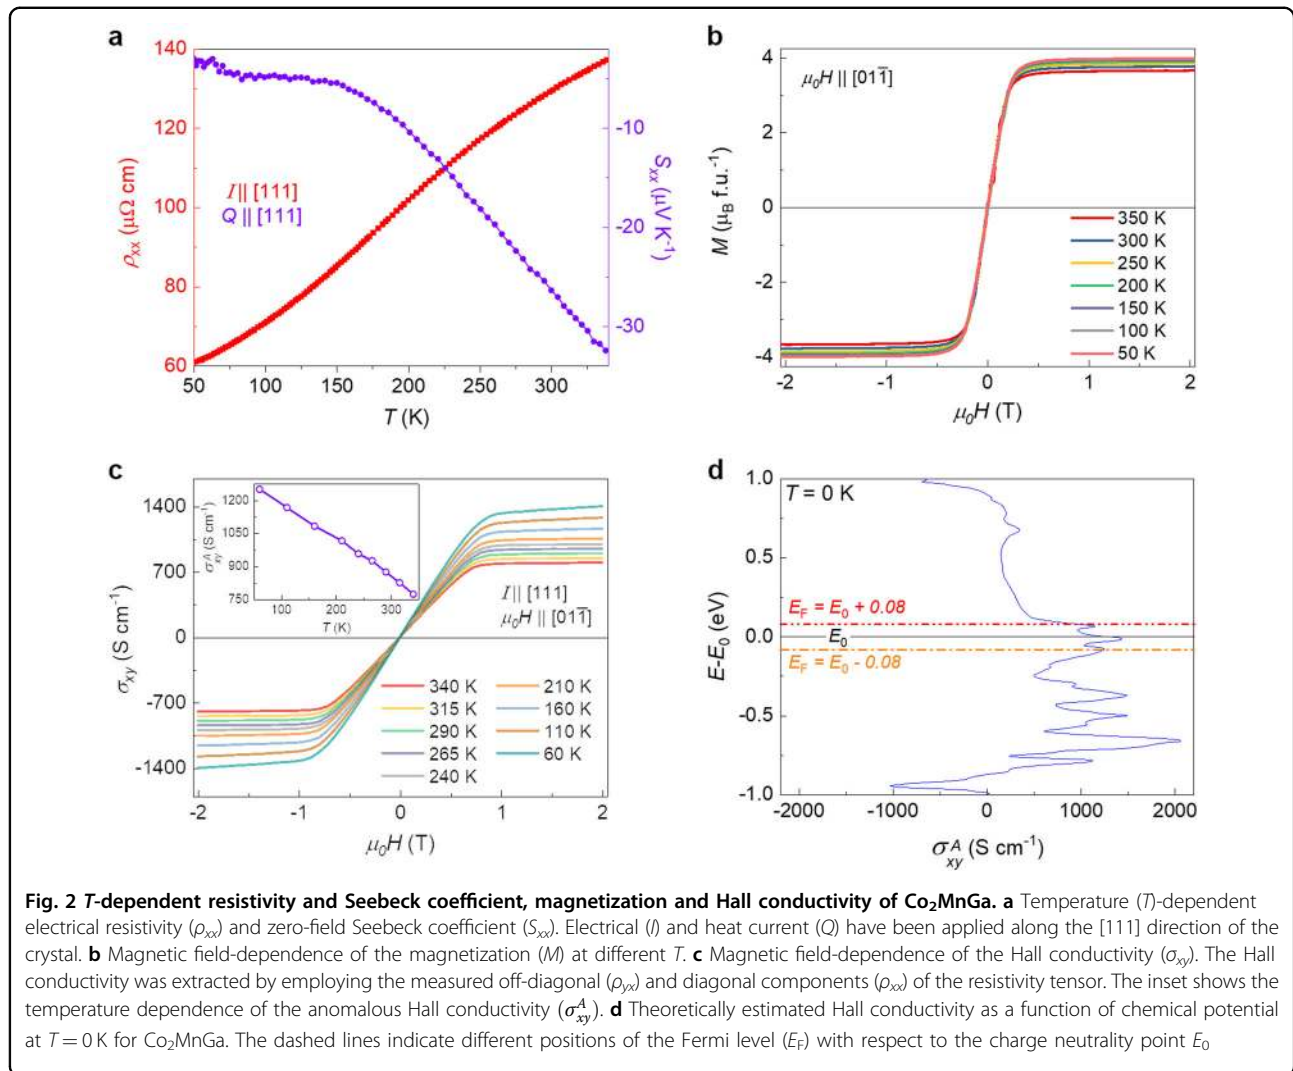 a
140
120
100
80
60
ρxx (μΩ cm)
I || [111]
Q || [111]
-10
-20
-30
Sxx (μV K-1)
50 100 150 200 250 300
T (K)
b
μ0H || [011̄]
4
2
0
-2
-4
M (μB f.u.-1)
350 K
300 K
250 K
200 K
150 K
100 K
50 K
-2 -1 0 1 2
μ0H (T)
c
1400
700
0
-700
-1400
σxy (S cm-1)
1200
1050
900
750
σAxy (S cm-1)
100 200 300
T (K)
I || [111]
μ0H || [011̄]
340 K 210 K
315 K 160 K
290 K 110 K
265 K 60 K
240 K
-2 -1 0 1 2
μ0H (T)
d
T = 0 K
1.0
0.5
0.0
-0.5
-1.0
E-E0 (eV)
EF = E0 + 0.08
E0
EF = E0 - 0.08
-2000 -1000 0 1000 2000
σAxy (S cm-1)
Fig. 2 T-dependent resistivity and Seebeck coefficient, magnetization and Hall conductivity of Co2MnGa. a Temperature (T)-dependent
electrical resistivity (ρxx) and zero-field Seebeck coefficient (Sxx). Electrical (I) and heat current (Q) have been applied along the [111] direction of the
crystal. b Magnetic field-dependence of the magnetization (M) at different T. c Magnetic field-dependence of the Hall conductivity (σxy). The Hall
conductivity was extracted by employing the measured off-diagonal (ρyx) and diagonal components (ρxx) of the resistivity tensor. The inset shows the
temperature dependence of the anomalous Hall conductivity (σAxy). d Theoretically estimated Hall conductivity as a function of chemical potential
at T = 0 K for Co2MnGa. The dashed lines indicate different positions of the Fermi level (EF) with respect to the charge neutrality point E0